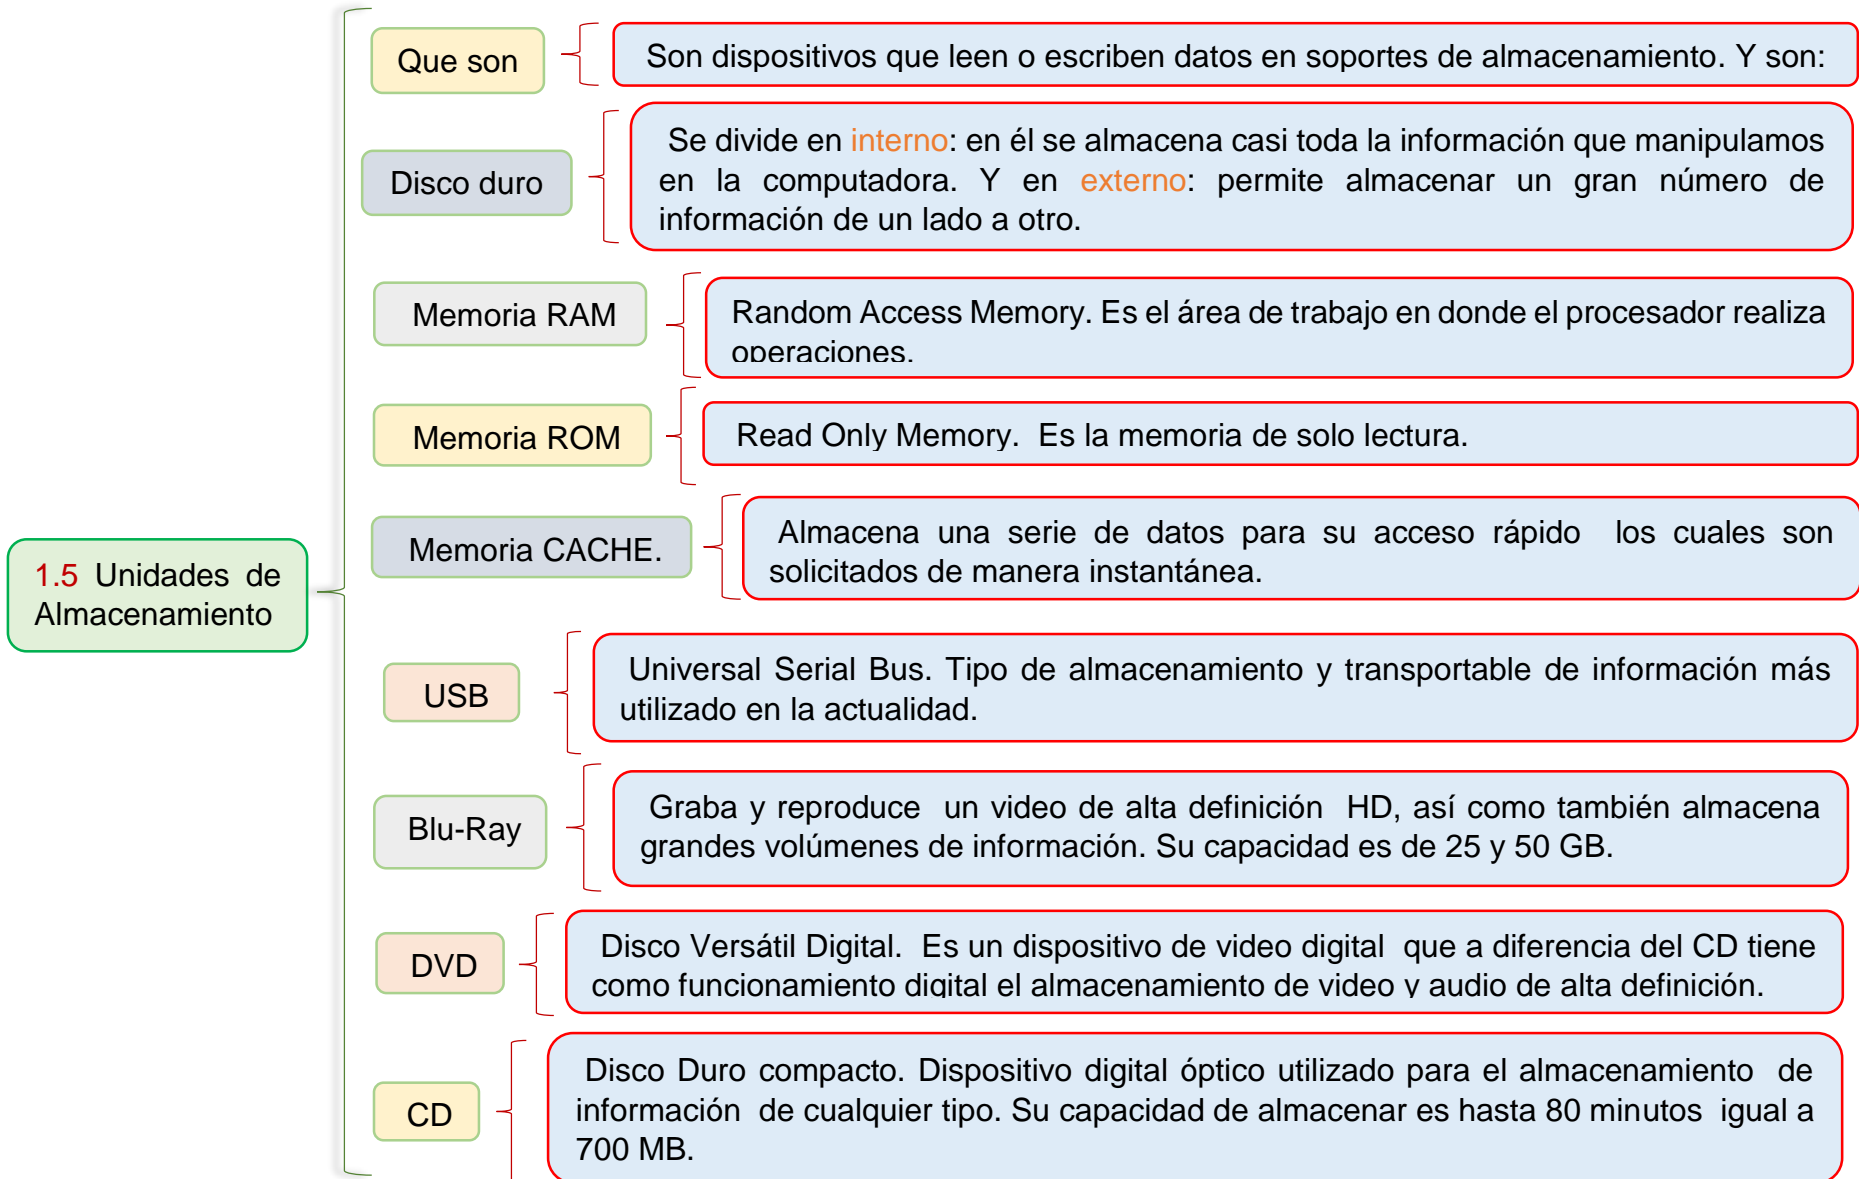 Que son
Son dispositivos que leen o escriben datos en soportes de almacenamiento. Y son:
Disco duro
Se divide en interno: en él se almacena casi toda la información que manipulamos
en la computadora. Y en externo: permite almacenar un gran número de
información de un lado a otro.
Memoria RAM
Random Access Memory. Es el área de trabajo en donde el procesador realiza
operaciones.
Memoria ROM
Read Only Memory. Es la memoria de solo lectura.
Memoria CACHE.
Almacena una serie de datos para su acceso rápido los cuales son
solicitados de manera instantánea.
1.5 Unidades de
Almacenamiento
USB
Universal Serial Bus. Tipo de almacenamiento y transportable de información más
utilizado en la actualidad.
Blu-Ray
Graba y reproduce un video de alta definición HD, así como también almacena
grandes volúmenes de información. Su capacidad es de 25 y 50 GB.
DVD
Disco Versátil Digital. Es un dispositivo de video digital que a diferencia del CD tiene
como funcionamiento digital el almacenamiento de video y audio de alta definición.
CD
Disco Duro compacto. Dispositivo digital óptico utilizado para el almacenamiento de
información de cualquier tipo. Su capacidad de almacenar es hasta 80 minutos igual a
700 MB.